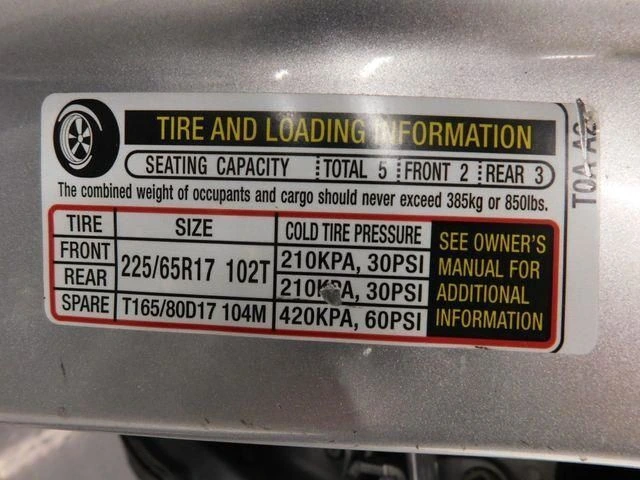 TIRE AND LOADING INFORMATION
SEATING CAPACITY TOTAL 5 FRONT 2 REAR 3
The combined weight of occupants and cargo should never exceed 385kg or 850lbs.
TIRE SIZE COLD TIRE PRESSURE
FRONT 225/65R17 102T 210KPA, 30PSI
REAR 210KPA, 30PSI
SPARE T165/80D17 104M 420KPA, 60PSI
SEE OWNER'S
MANUAL FOR
ADDITIONAL
INFORMATION
T0A